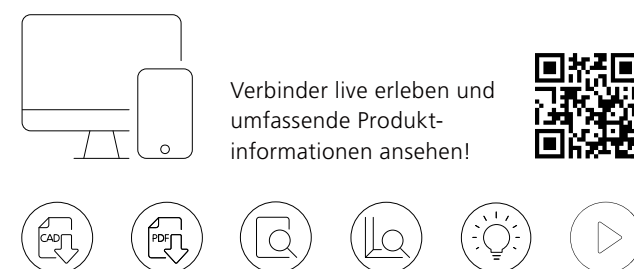 Verbinder live erleben und
umfassende Produkt-
informationen ansehen!
CAD
PDF